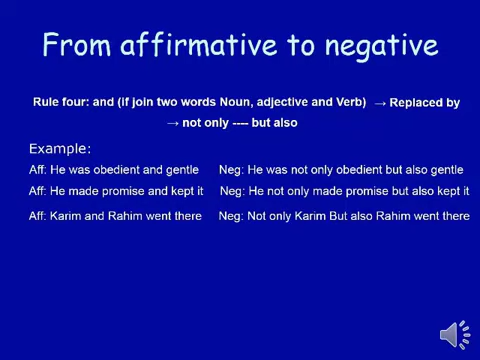 From affirmative to negative
Rule four: and (if join two words Noun, adjective and Verb) → Replaced by
→ not only ---- but also
Example:
Aff: He was obedient and gentle Neg: He was not only obedient but also gentle
Aff: He made promise and kept it Neg: He not only made promise but also kept it
Aff: Karim and Rahim went there Neg: Not only Karim But also Rahim went there